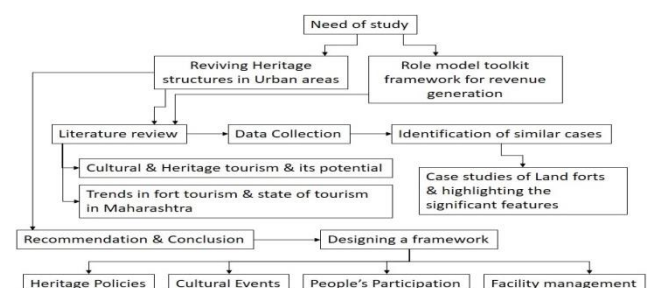 Need of study
Reviving Heritage
structures in Urban areas
Role model toolkit
framework for revenue
generation
Literature review
Data Collection
Identification of similar cases
Cultural & Heritage tourism & its potential
Trends in fort tourism & state of tourism
in Maharashtra
Case studies of Land forts
& highlighting the
significant features
Recommendation & Conclusion
Designing a framework
Heritage Policies
Cultural Events
People's Participation
Facility management